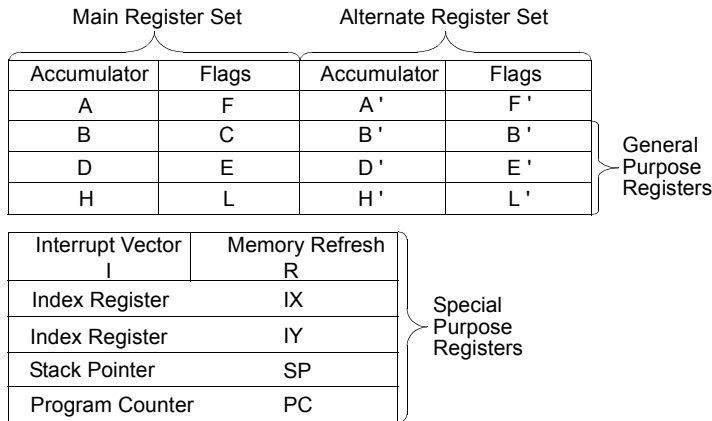 Main Register Set Alternate Register Set
Accumulator Flags Accumulator Flags
A F A ' F '
B C B ' B '
D E D ' E '
H L H ' L '
General
Purpose
Registers
Interrupt Vector Memory Refresh
I R
Index Register IX
Index Register IY
Stack Pointer SP
Program Counter PC
Special
Purpose
Registers